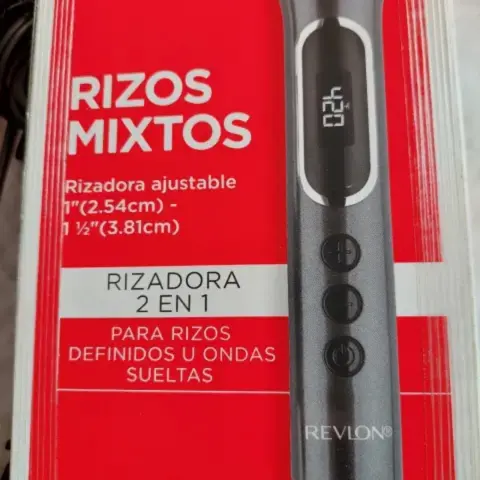 RIZOS
MIXTOS
Rizadora ajustable
1"(2.54cm) -
1 ½"(3.81cm)
RIZADORA
2 EN 1
PARA RIZOS
DEFINIDOS U ONDAS
SUELTAS
420
REVLON®